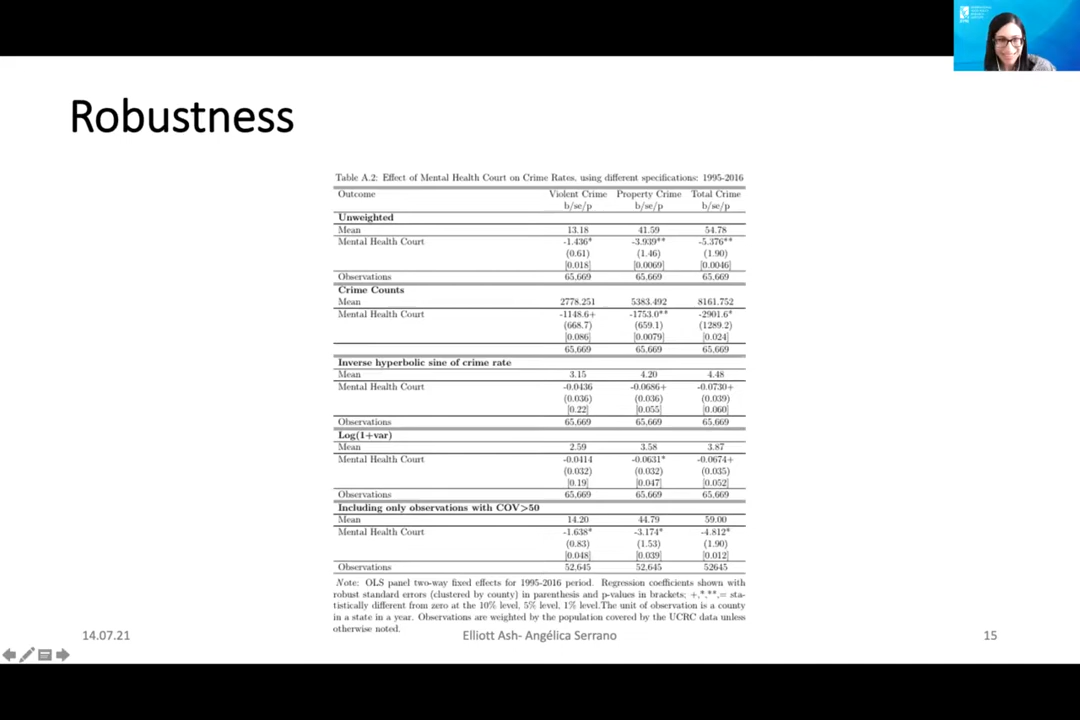 Robustness
Table A.2: Effect of Mental Health Court on Crime Rates, using different specifications: 1995-2016
Outcome Violent Crime Property Crime Total Crime
b/se/p b/se/p b/se/p
Unweighted
Mean 13.18 41.59 54.78
Mental Health Court -1.436* -3.939** -5.376**
(0.61) (1.46) (1.90)
[0.018] [0.0069] [0.0046]
Observations 65,669 65,669 65,669
Crime Counts
Mean 2778.251 5383.492 8161.752
Mental Health Court -1148.6+ -1753.0** -2901.6*
(668.7) (659.1) (1289.2)
[0.086] [0.0079] [0.024]
65,669 65,669 65,669
Inverse hyperbolic sine of crime rate
Mean 3.15 4.20 4.48
Mental Health Court -0.0436 -0.0686+ -0.0730+
(0.036) (0.036) (0.039)
[0.22] [0.055] [0.060]
Observations 65,669 65,669 65,669
Log(1+var)
Mean 2.59 3.58 3.87
Mental Health Court -0.0414 -0.0631* -0.0674+
(0.032) (0.032) (0.035)
[0.19] [0.047] [0.052]
Observations 65,669 65,669 65,669
Including only observations with COV>50
Mean 14.20 44.79 59.00
Mental Health Court -1.638* -3.174* -4.812*
(0.83) (1.53) (1.90)
[0.048] [0.039] [0.012]
Observations 52,645 52,645 52645
Note: OLS panel two-way fixed effects for 1995-2016 period. Regression coefficients shown with
robust standard errors (clustered by county) in parenthesis and p-values in brackets; +,*,**,= sta-
tistically different from zero at the 10% level, 5% level, 1% level.The unit of observation is a county
in a state in a year. Observations are weighted by the population covered by the UCRC data unless
otherwise noted.
14.07.21 Elliott Ash- Angélica Serrano 15